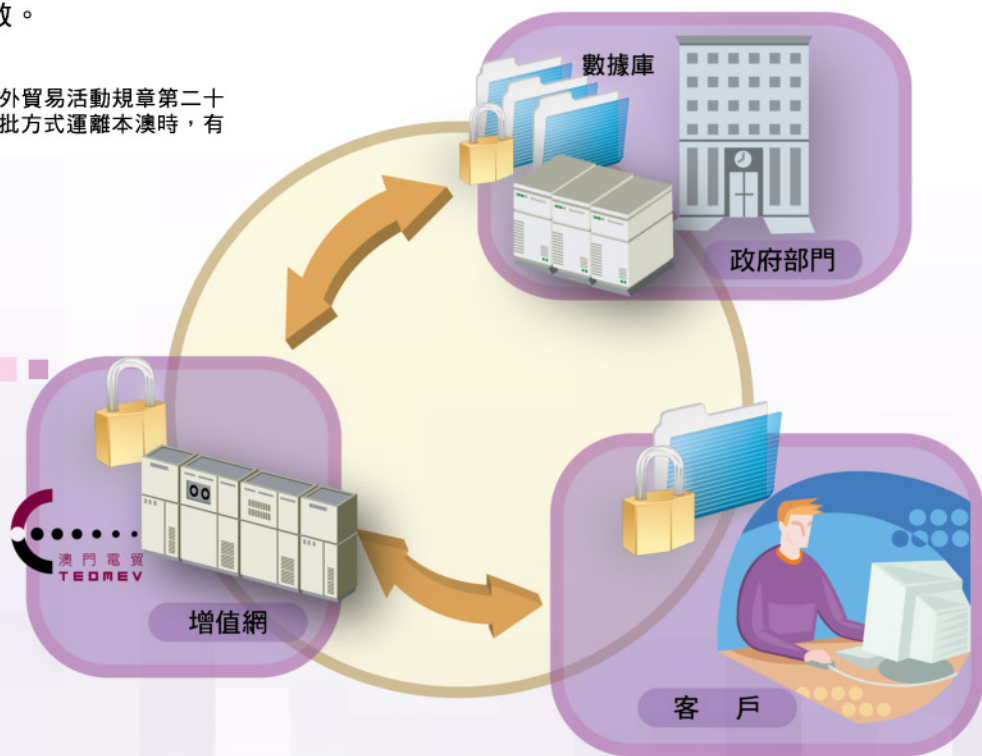 效。
外貿易活動規章第二十
批方式運離本澳時，有
數據庫
政府部門
澳門電貿
TEDMEV
增值網
客 戶